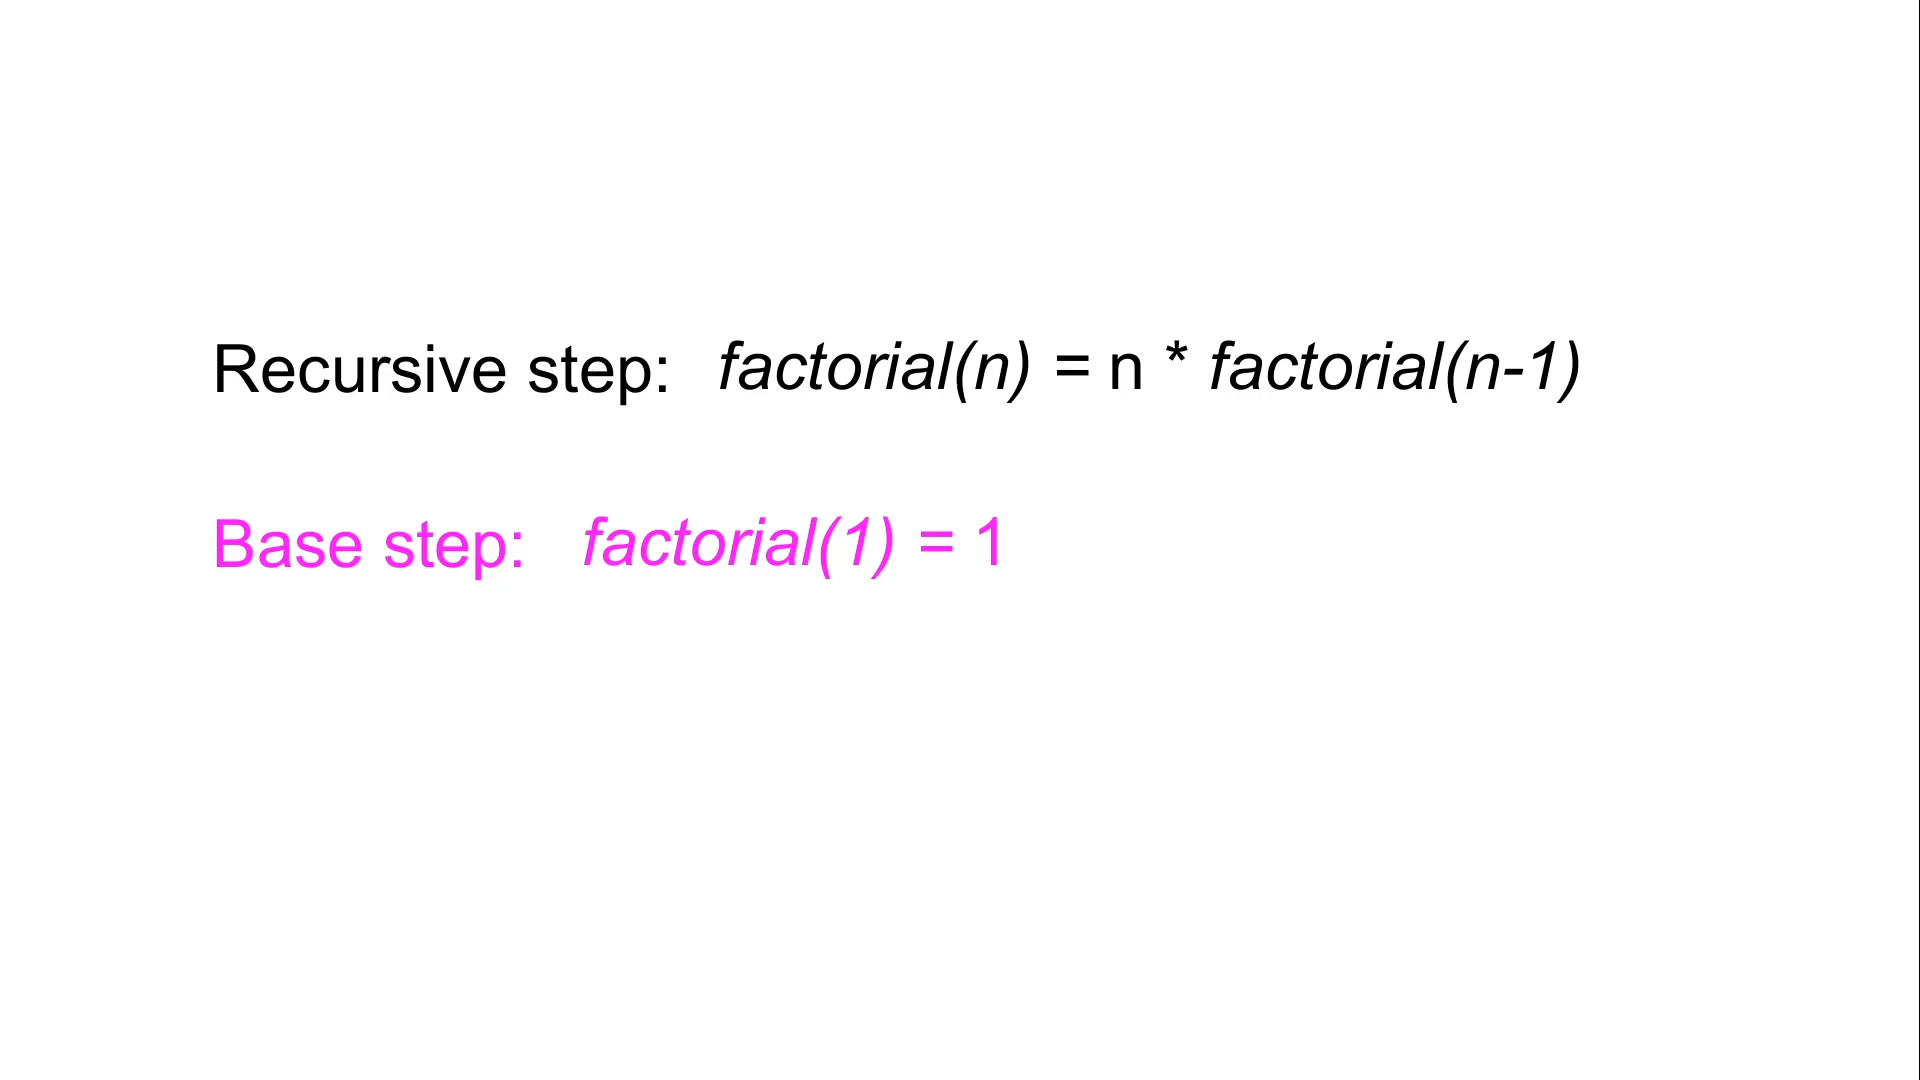 Recursive step: factorial(n) = n * factorial(n-1)
Base step: factorial(1) = 1